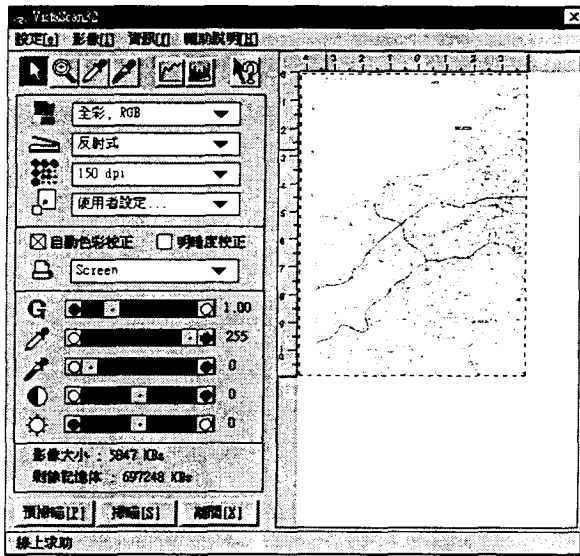 VistaScan32
設定[e] 影像[I] 資訊[I] 輔助説明[H]
全彩, RGB
反射式
150 dpi
使用者設定...
自動色彩校正 明暗度校正
Screen
G 1.00
255
0
0
0
影像大小 : 5847 KBs
剩餘記憶体 : 697248 KBs
預掃瞄[P] 掃瞄[S] 離開[X]
線上求助